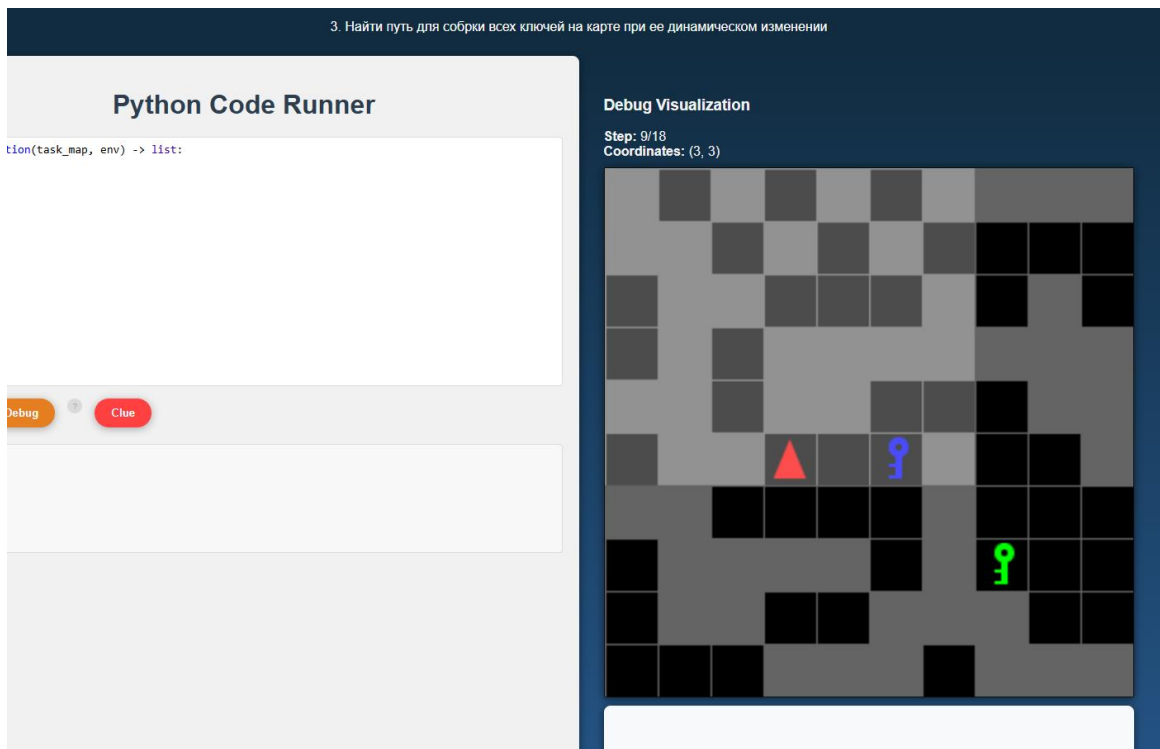 3. Найти путь для собрки всех ключей на карте при ее динамическом изменении
Python Code Runner
tion(task_map, env) -> list:
Debug
?
Clue
Debug Visualization
Step: 9/18
Coordinates: (3, 3)